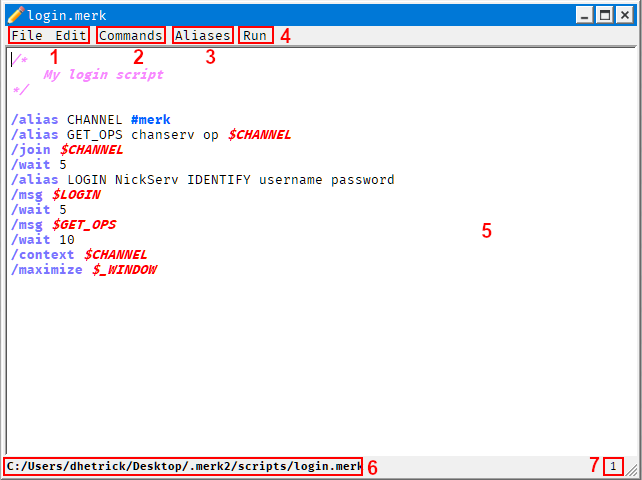 login.merk
File Edit Commands Aliases Run 4
1 2 3
/*
My login script
*/
/alias CHANNEL #merk
/alias GET_OPS chanserv op $CHANNEL
/join $CHANNEL
/wait 5
/alias LOGIN NickServ IDENTIFY username password
/msg $LOGIN
/wait 5
/msg $GET_OPS
5
/wait 10
/context $CHANNEL
/maximize $_WINDOW
C:/Users/dhetrick/Desktop/.merk2/scripts/login.merk 6 7 1